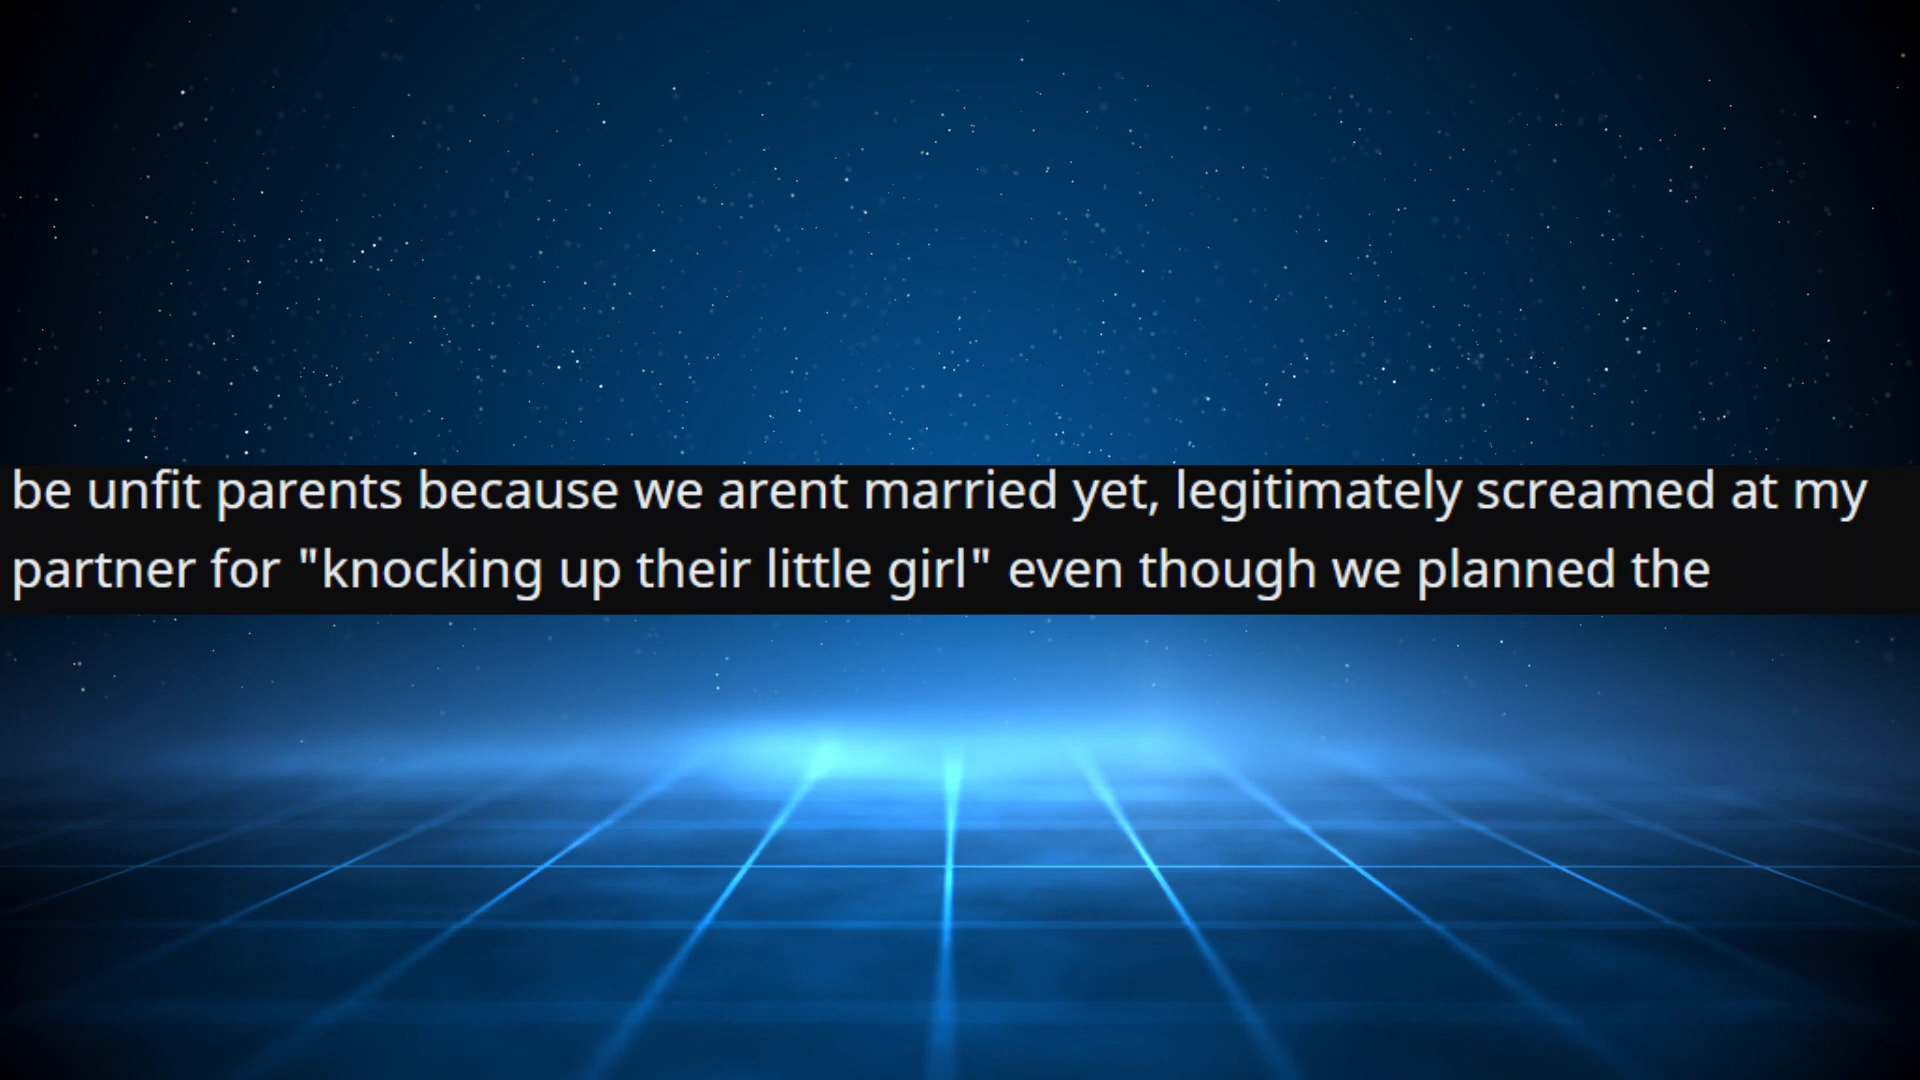 be unfit parents because we arent married yet, legitimately screamed at my
partner for "knocking up their little girl" even though we planned the